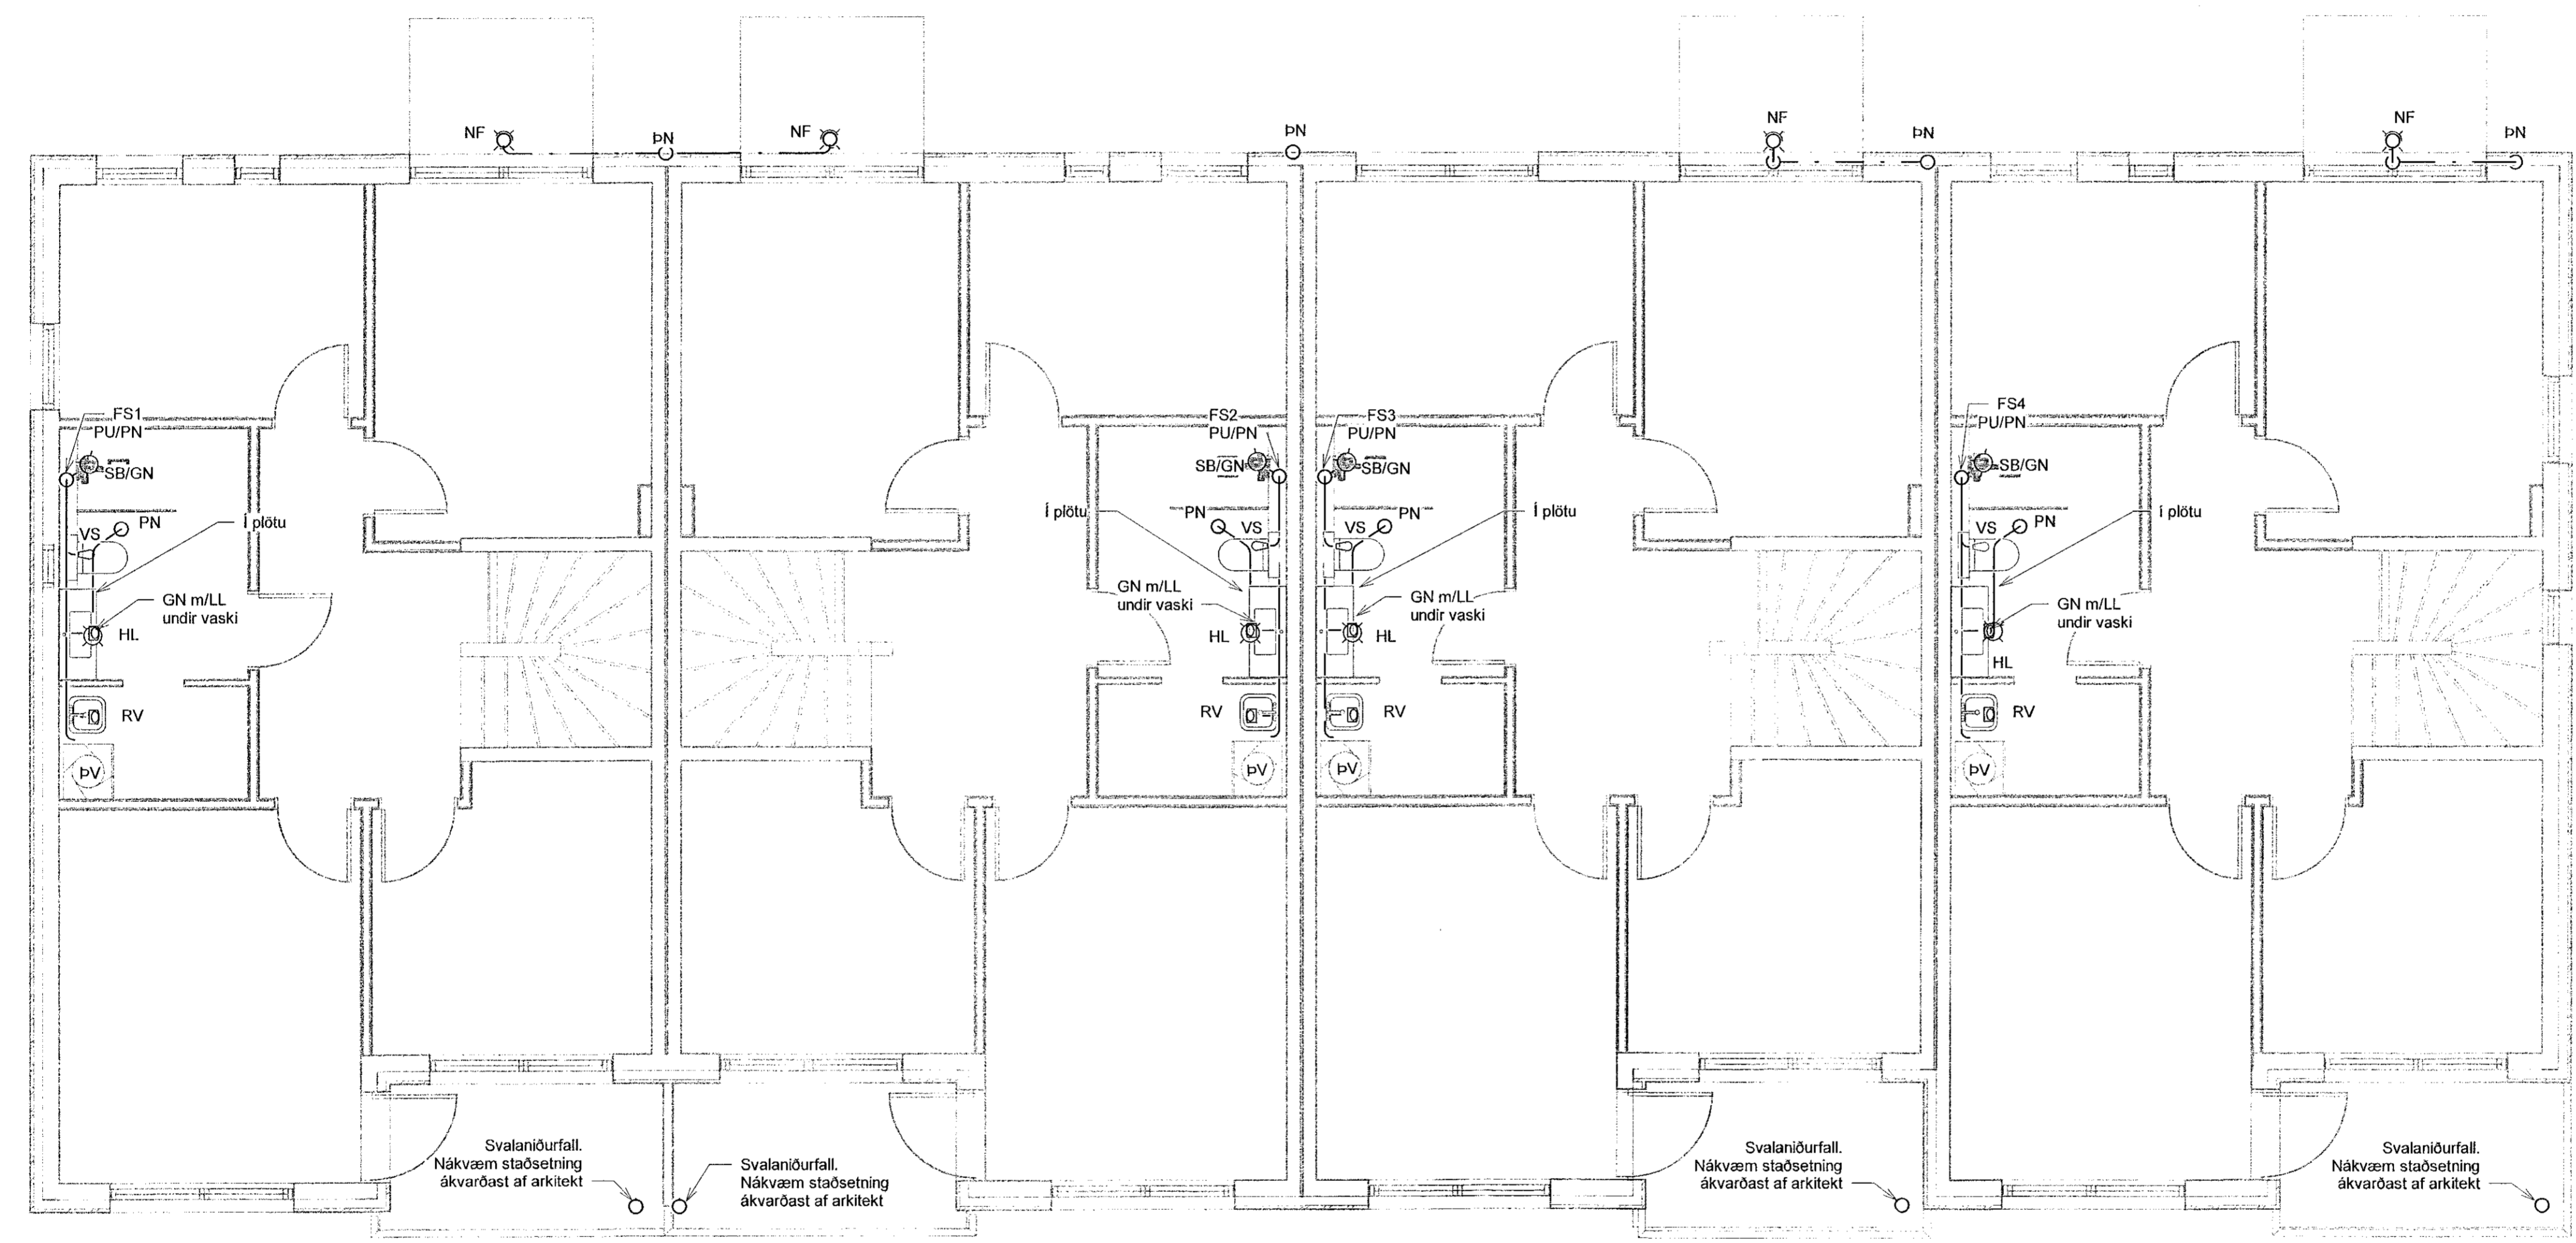 NF
ÞN
NF
ÞN
NF
ÞN
NF
ÞN
FS1
PU/PN
SB/GN
PN
VS
Í plötu
GN m/LL
undir vaski
HL
RV
ÞV
FS2
PU/PN
SB/GN
PN
VS
Í plötu
GN m/LL
undir vaski
HL
RV
ÞV
FS3
PU/PN
SB/GN
VS
PN
Í plötu
GN m/LL
undir vaski
HL
RV
ÞV
FS4
PU/PN
SB/GN
VS
PN
Í plötu
GN m/LL
undir vaski
HL
RV
ÞV
Svalaniðurfall.
Nákvæm staðsetning
ákvarðast af arkitekt
Svalaniðurfall.
Nákvæm staðsetning
ákvarðast af arkitekt
Svalaniðurfall.
Nákvæm staðsetning
ákvarðast af arkitekt
Svalaniðurfall.
Nákvæm staðsetning
ákvarðast af arkitekt